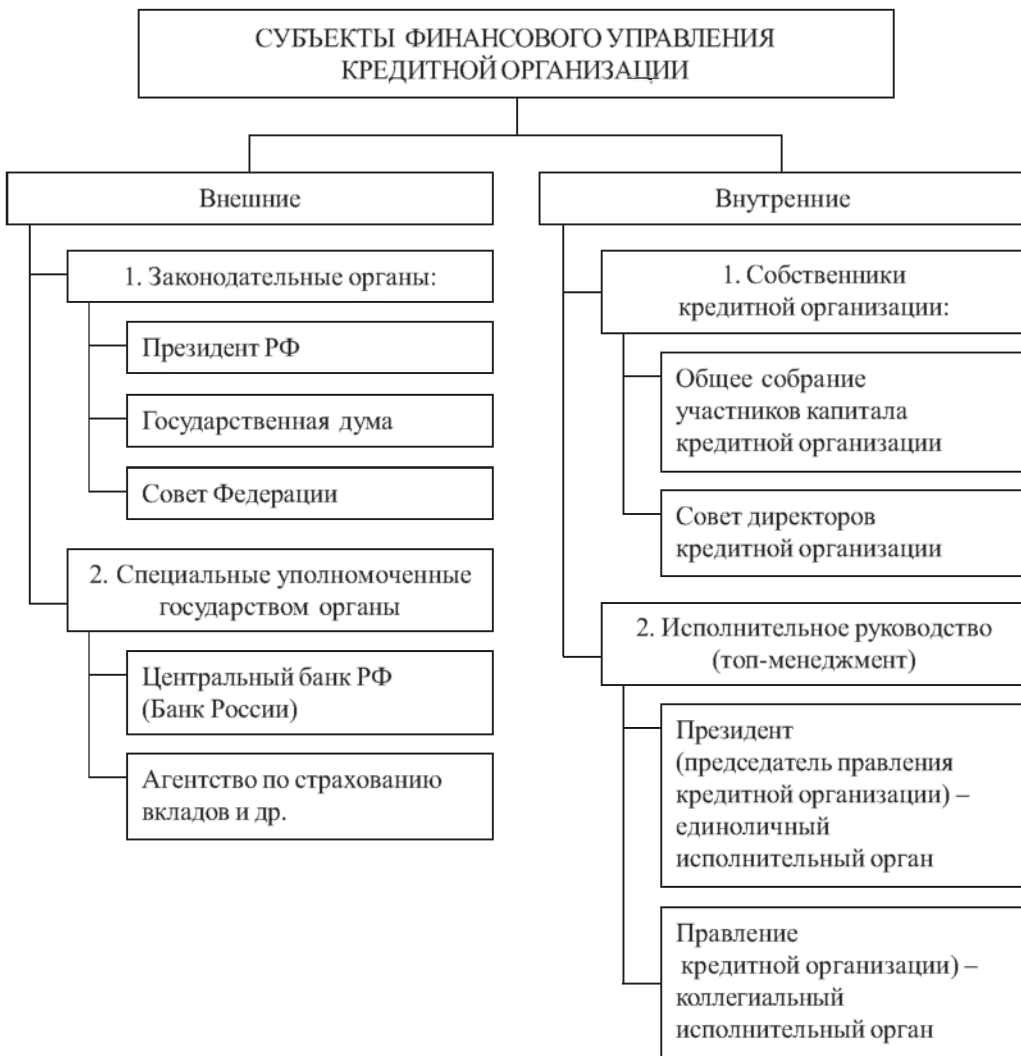 СУБЪЕКТЫ ФИНАНСОВОГО УПРАВЛЕНИЯ
КРЕДИТНОЙ ОРГАНИЗАЦИИ
Внешние
1. Законодательные органы:
Президент РФ
Государственная дума
Совет Федерации
2. Специальные уполномоченные
государством органы
Центральный банк РФ
(Банк России)
Агентство по страхованию
вкладов и др.
Внутренние
1. Собственники
кредитной организации:
Общее собрание
участников капитала
кредитной организации
Совет директоров
кредитной организации
2. Исполнительное руководство
(топ-менеджмент)
Президент
(председатель правления
кредитной организации) –
единоличный
исполнительный орган
Правление
кредитной организации) –
коллегиальный
исполнительный орган